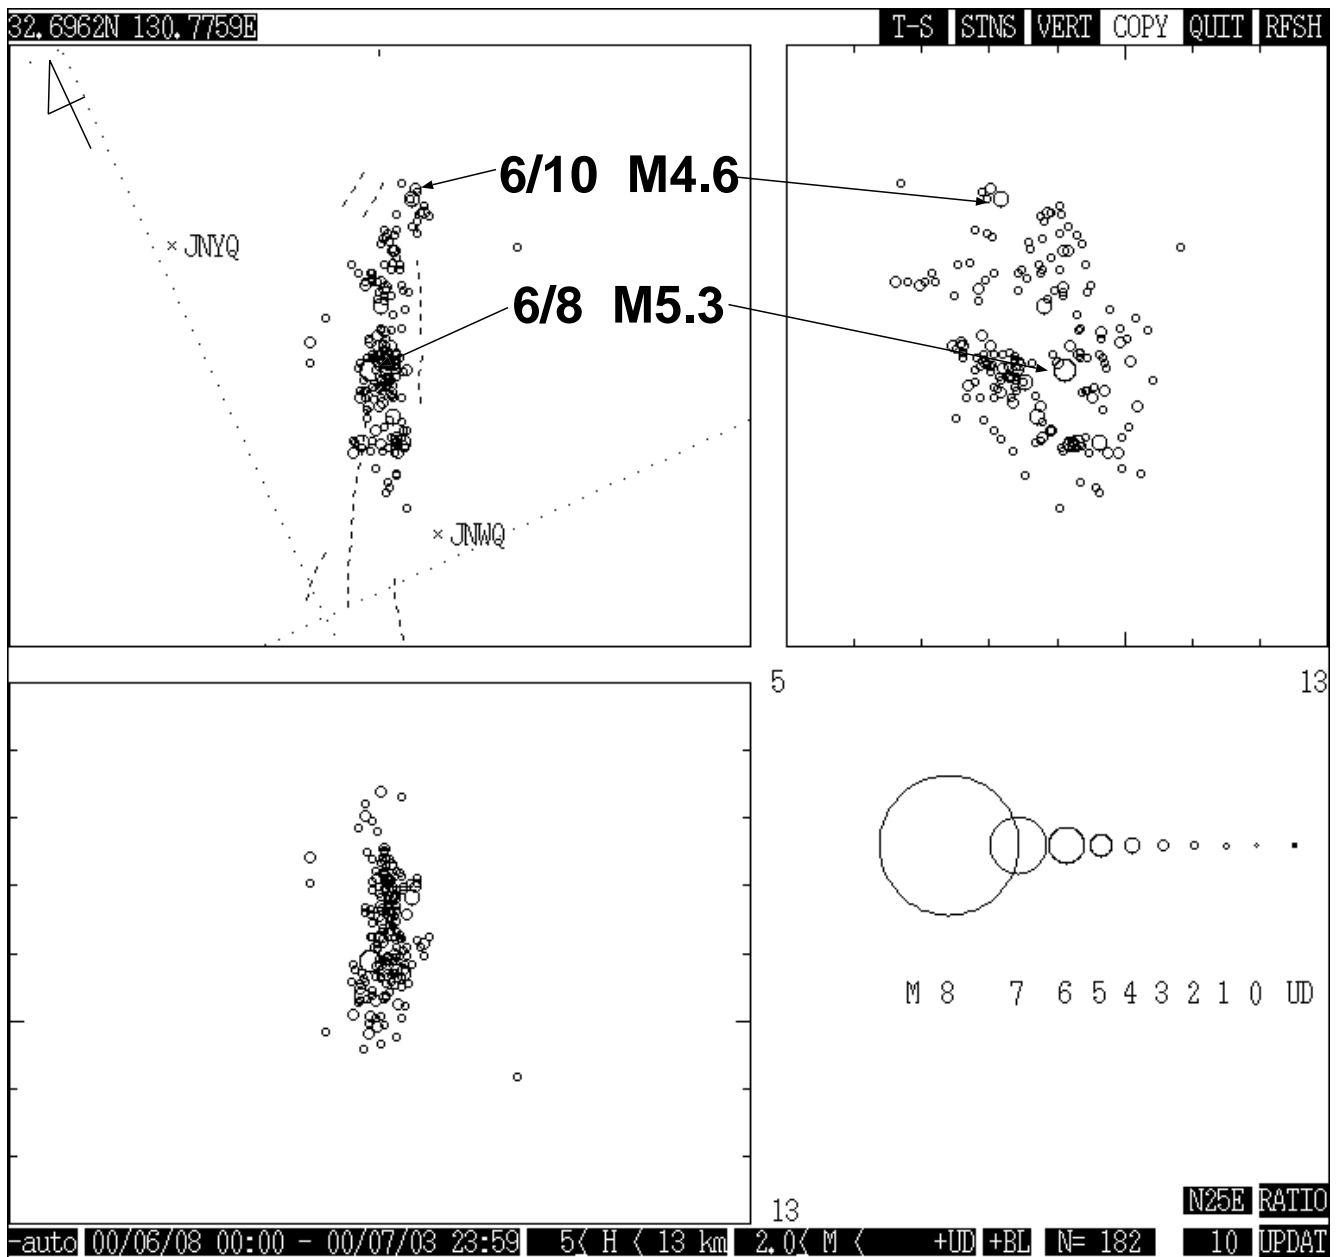 32.6962N 130.7759E T-S STNS VERT COPY QUIT RFSH
6/10 M4.6
JNYQ
6/8 M5.3
JNWQ
5 13
M 8 7 6 5 4 3 2 1 0 UD
13
N25E RATIO
-auto 00/06/08 00:00 - 00/07/03 23:59 5< H < 13 km 2.0< M < +UD +BL N= 182 10 UPDAT